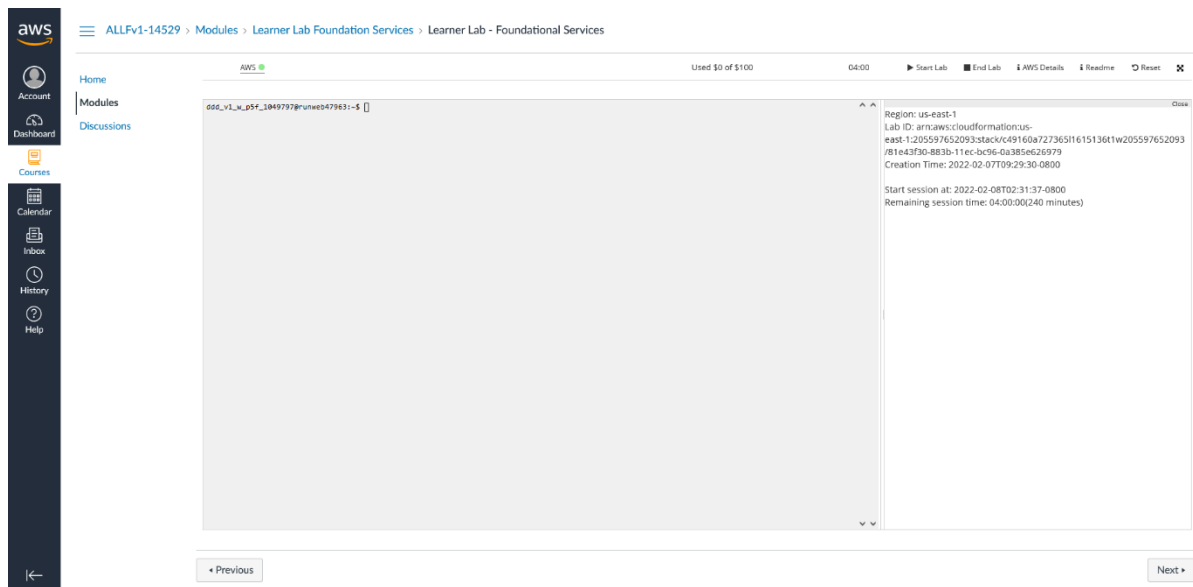 aws
ALLFv1-14529 > Modules > Learner Lab Foundation Services > Learner Lab - Foundational Services
Account
Dashboard
Courses
Calendar
Inbox
History
Help
Home
Modules
Discussions
AWS
Used $0 of $100
04:00
Start Lab
End Lab
AWS Details
Readme
Reset
ddd_v1_w_p5f_1049797@runweb47963:~$
Close
Region: us-east-1
Lab ID: arn:aws:cloudformation:us-
east-1:205597652093:stack/c49160a727365l1615136t1w205597652093
/81e43f30-883b-11ec-bc96-0a385e626979
Creation Time: 2022-02-07T09:29:30-0800
Start session at: 2022-02-08T02:31:37-0800
Remaining session time: 04:00:00(240 minutes)
Previous
Next